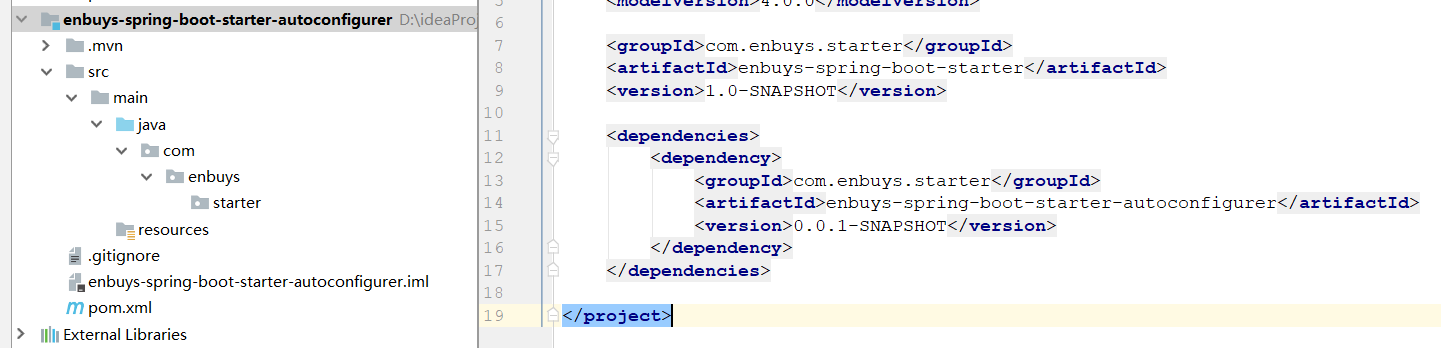 enbuys-spring-boot-starter-autoconfigurer D:\ideaProj
.mvn
src
main
java
com
enbuys
starter
resources
.gitignore
enbuys-spring-boot-starter-autoconfigurer.iml
pom.xml
External Libraries
5 <modelVersion>4.0.0</modelVersion>
6
7 <groupId>com.enbuys.starter</groupId>
8 <artifactId>enbuys-spring-boot-starter</artifactId>
9 <version>1.0-SNAPSHOT</version>
10
11 <dependencies>
12 <dependency>
13 <groupId>com.enbuys.starter</groupId>
14 <artifactId>enbuys-spring-boot-starter-autoconfigurer</artifactId>
15 <version>0.0.1-SNAPSHOT</version>
16 </dependency>
17 </dependencies>
18
19 </project>